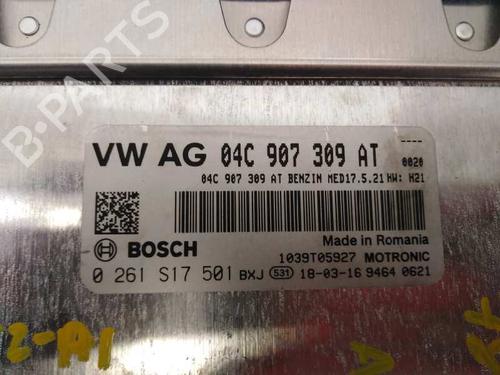 B-PARTS
VW AG 04C 907 309 AT 0020
04C 907 309 AT BENZIN MED17.5.21 HW: H21
Made in Romania
BOSCH
1039T05927 MOTRONIC
0 261 S17 501 BXJ 531 18-03-16 9464 0621